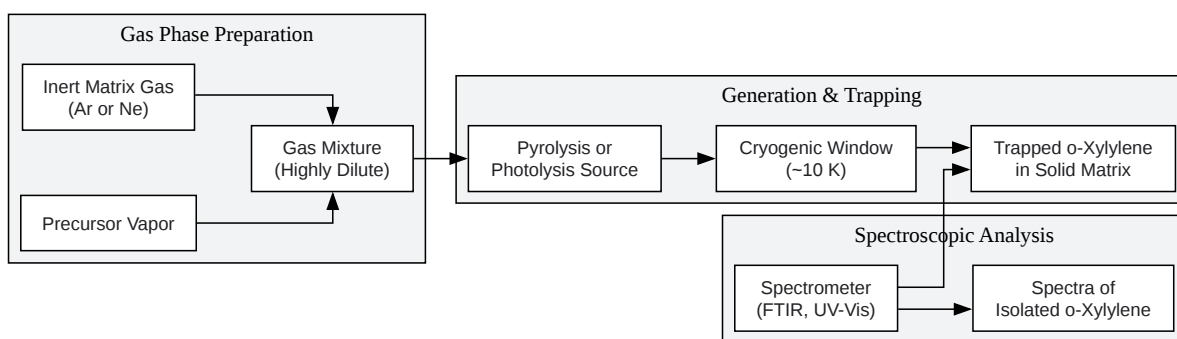 Gas Phase Preparation
Inert Matrix Gas
(Ar or Ne)
Gas Mixture
(Highly Dilute)
Precursor Vapor
Generation & Trapping
Pyrolysis or
Photolysis Source
Cryogenic Window
(~10 K)
Trapped o-Xylylene
in Solid Matrix
Spectroscopic Analysis
Spectrometer
(FTIR, UV-Vis)
Spectra of
Isolated o-Xylylene